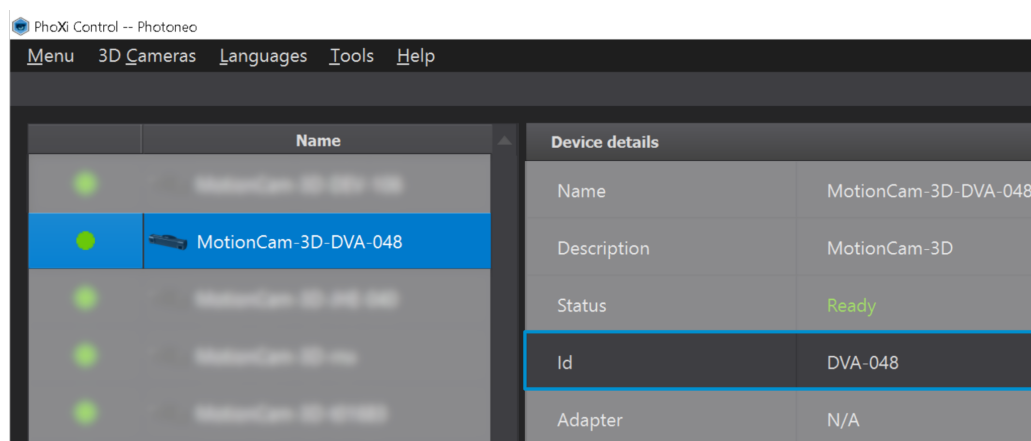 PhoXi Control -- Photoneo
Menu 3D Cameras Languages Tools Help
Name
Device details
Name MotionCam-3D-DVA-048
MotionCam-3D-DVA-048
Description MotionCam-3D
Status Ready
Id DVA-048
Adapter N/A